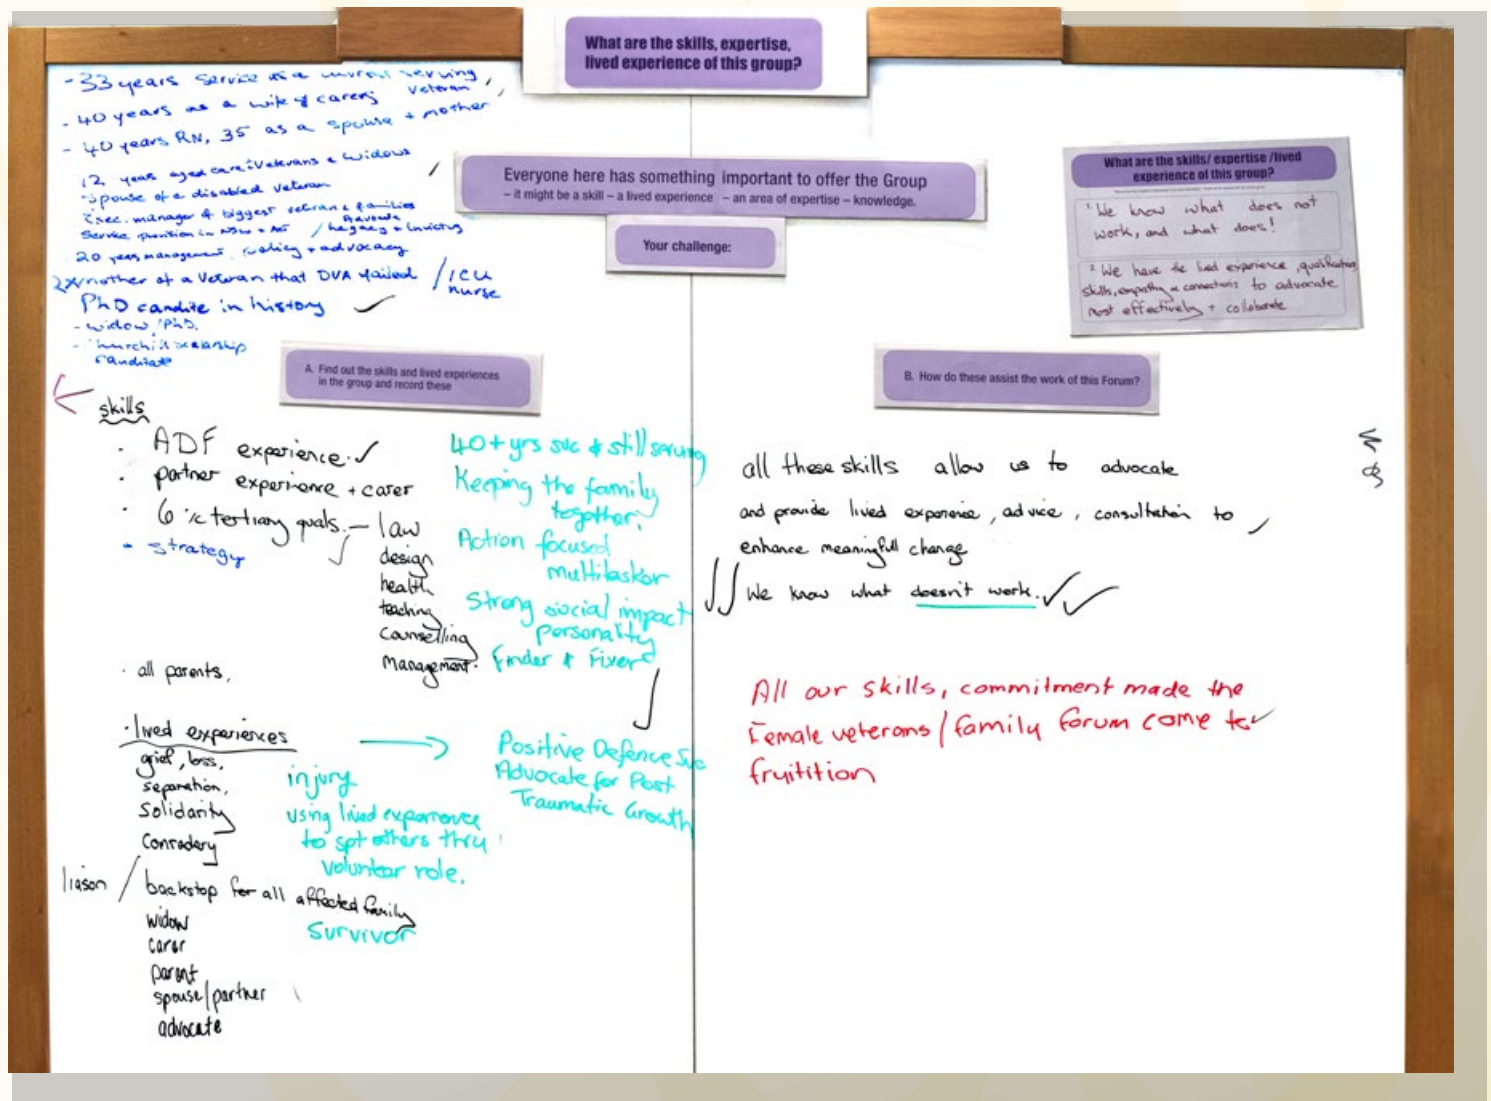 What are the skills, expertise,
lived experience of this group?
- 33 years service as a nurse serving
- 40 years as a wife & carers Veteran
- 40 years RN, 35 as a spouse + mother
12 years aged care Veterans & Widows
- spouse of a disabled veteran
Exec. manager of biggest veteran & families
Service provision in NSW + ACT / Legacy + Invictus
20 years management, policy + advocacy
2x mother of a Veteran that DVA failed / ICU
nurse
PhD candite in history
- widow, PhD.
- Churchill scholarship
candidate
Everyone here has something important to offer the Group
– it might be a skill – a lived experience – an area of expertise – knowledge.
Your challenge:
What are the skills/ expertise /lived
experience of this group?
1 We know what does not
work, and what does!
2 We have the lived experience, qualifications
skills, empathy & connections to advocate
most effectively + collaborate
A. Find out the skills and lived experiences
in the group and record these
skills
· ADF experience.
· partner experience + carer
· 6 x tertiary quals. – law
design
health
teaching
counselling
management.
· strategy
· all parents.
40+ yrs svc & still serving
Keeping the family
together.
Action focused
multitasker
Strong social impact
personality
Finder & Fixer
· lived experiences
grief, loss,
separation,
solidarity
Comradery
liason / backstop for all affected family
widow
carer
parent
spouse/partner
advocate
injury
using lived experience
to spt others thru
volunteer role.
survivor
Positive Defence Svc
Advocate for Post
Traumatic Growth
B. How do these assist the work of this Forum?
all these skills allow us to advocate
and provide lived experience, advice, consultation to
enhance meaningfull change
We know what doesn't work.
All our skills, commitment made the
Female veterans/family forum come to
fruitition